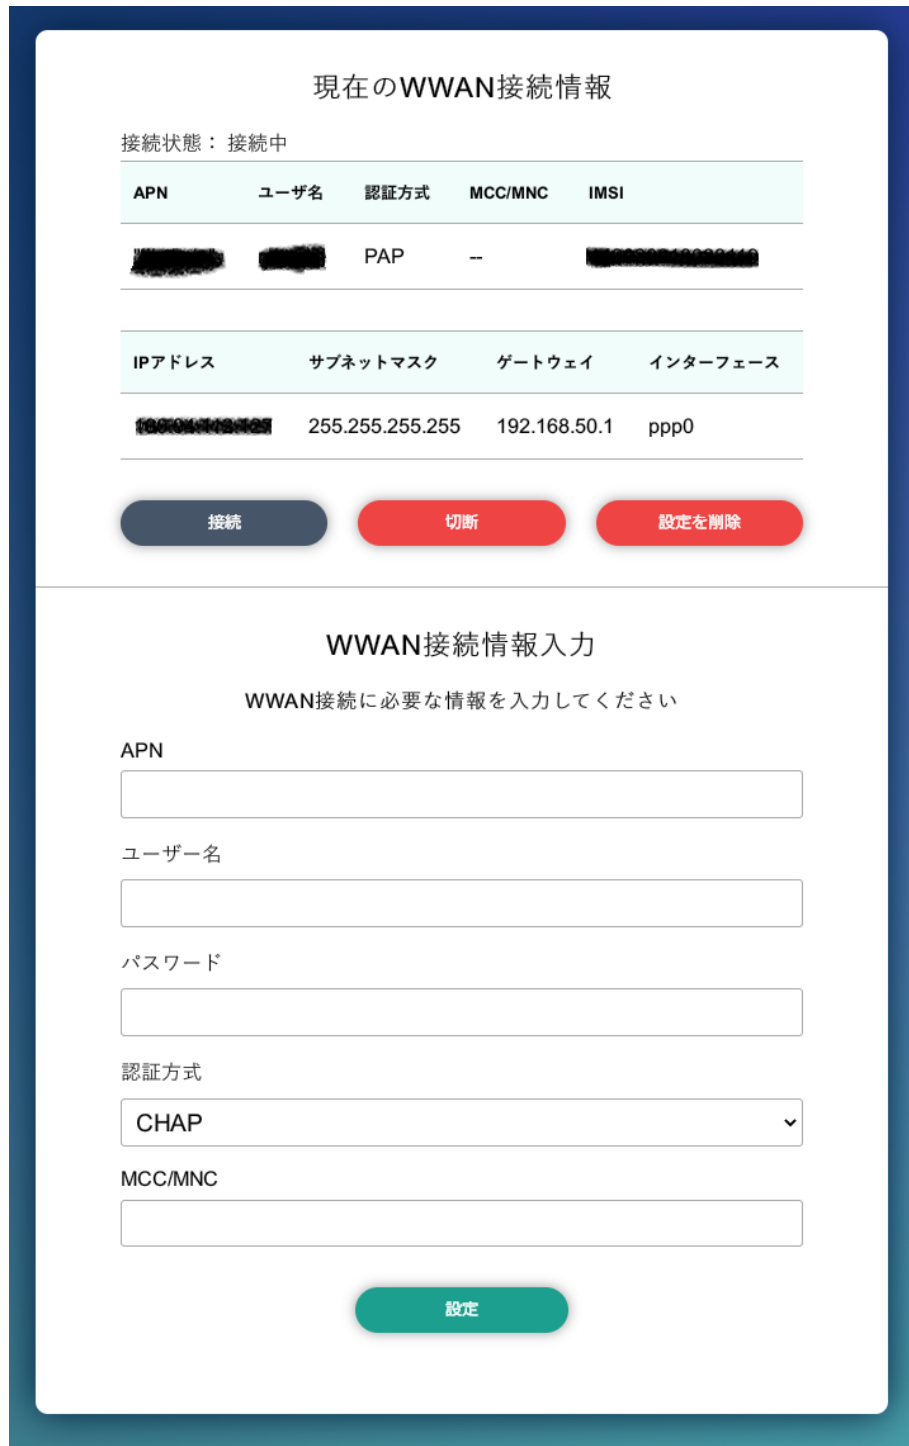 現在のWWAN接続情報
接続状態： 接続中
APN ユーザ名 認証方式 MCC/MNC IMSI
PAP --
IPアドレス サブネットマスク ゲートウェイ インターフェース
255.255.255.255 192.168.50.1 ppp0
接続 切断 設定を削除
WWAN接続情報入力
WWAN接続に必要な情報を入力してください
APN
ユーザー名
パスワード
認証方式
CHAP
MCC/MNC
設定